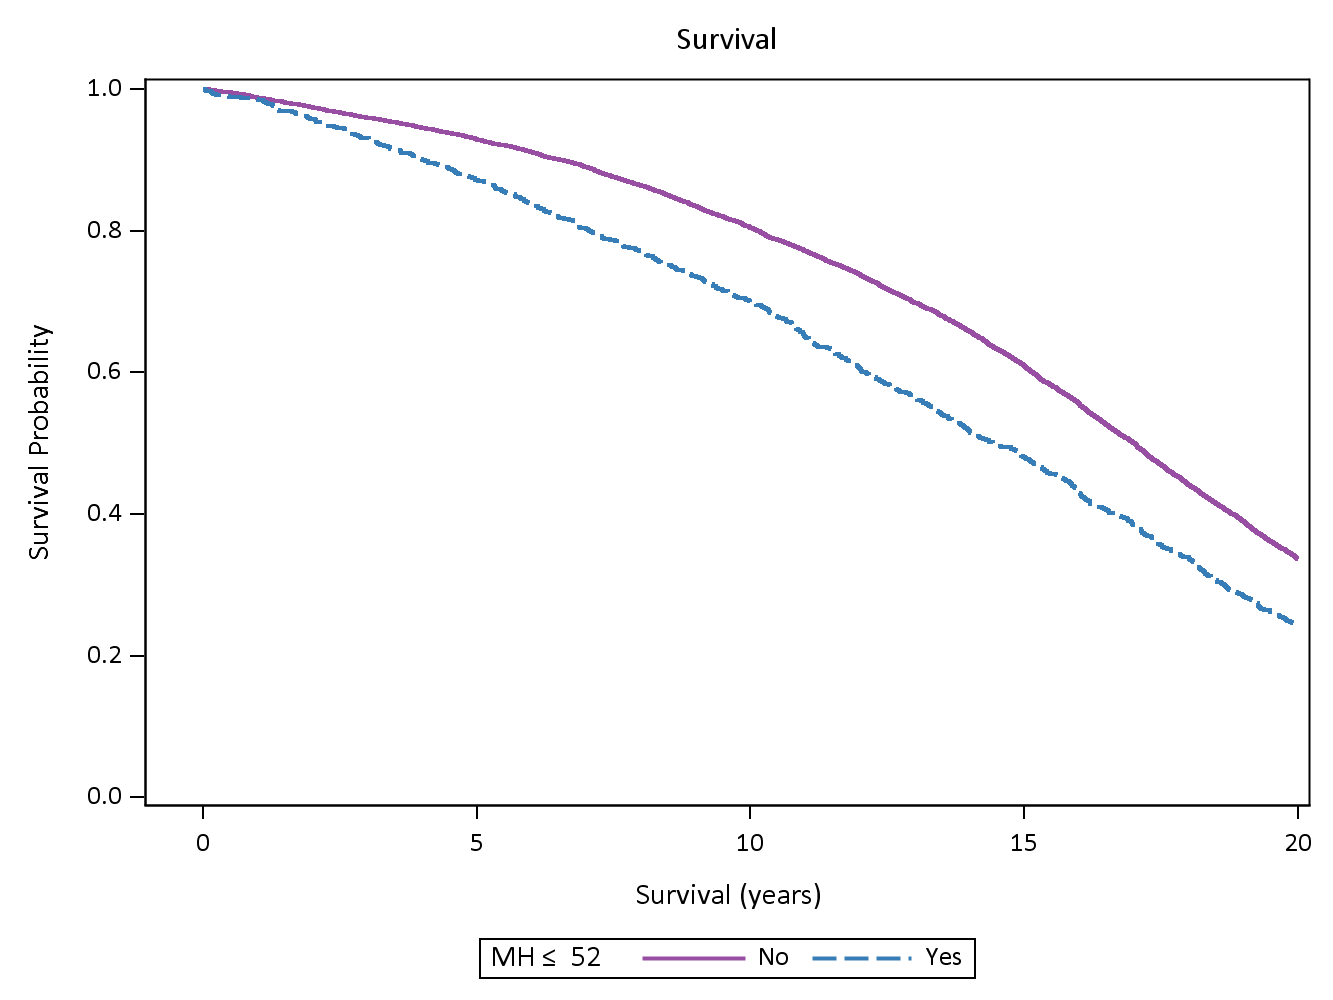 Survival
1.0
0.8
0.6
0.4
0.2
0.0
Survival Probability
0 5 10 15 20
Survival (years)
MH ≤ 52 No Yes